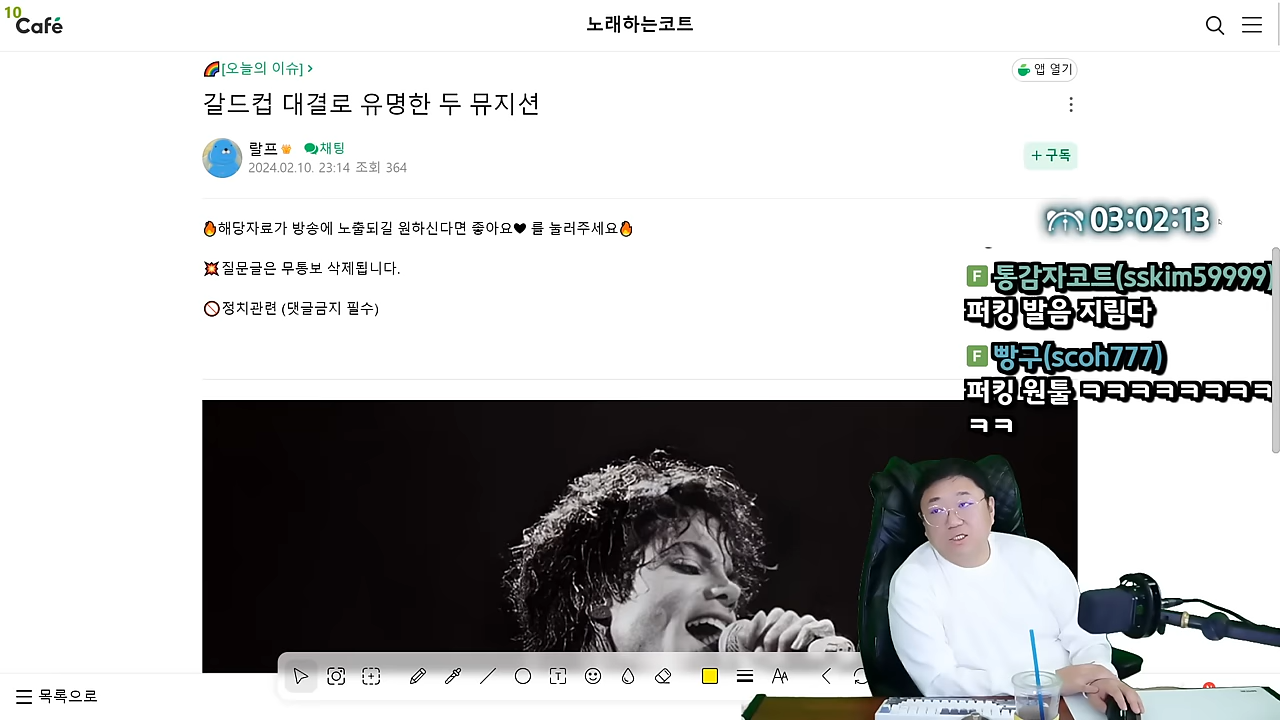 10
Café
노래하는코트
[오늘의 이슈] >
앱 열기
갈드컵 대결로 유명한 두 뮤지션
랄프 채팅
2024.02.10. 23:14 조회 364
+ 구독
03:02:13
해당자료가 방송에 노출되길 원하신다면 좋아요 를 눌러주세요
질문글은 무통보 삭제됩니다.
정치관련 (댓글금지 필수)
F 통감자코트(sskim59999)
퍼킹 발음 지림다
F 빵구(scoh777)
퍼킹 원툴 ㅋㅋㅋㅋㅋㅋㅋㅋ
ㅋㅋ
목록으로